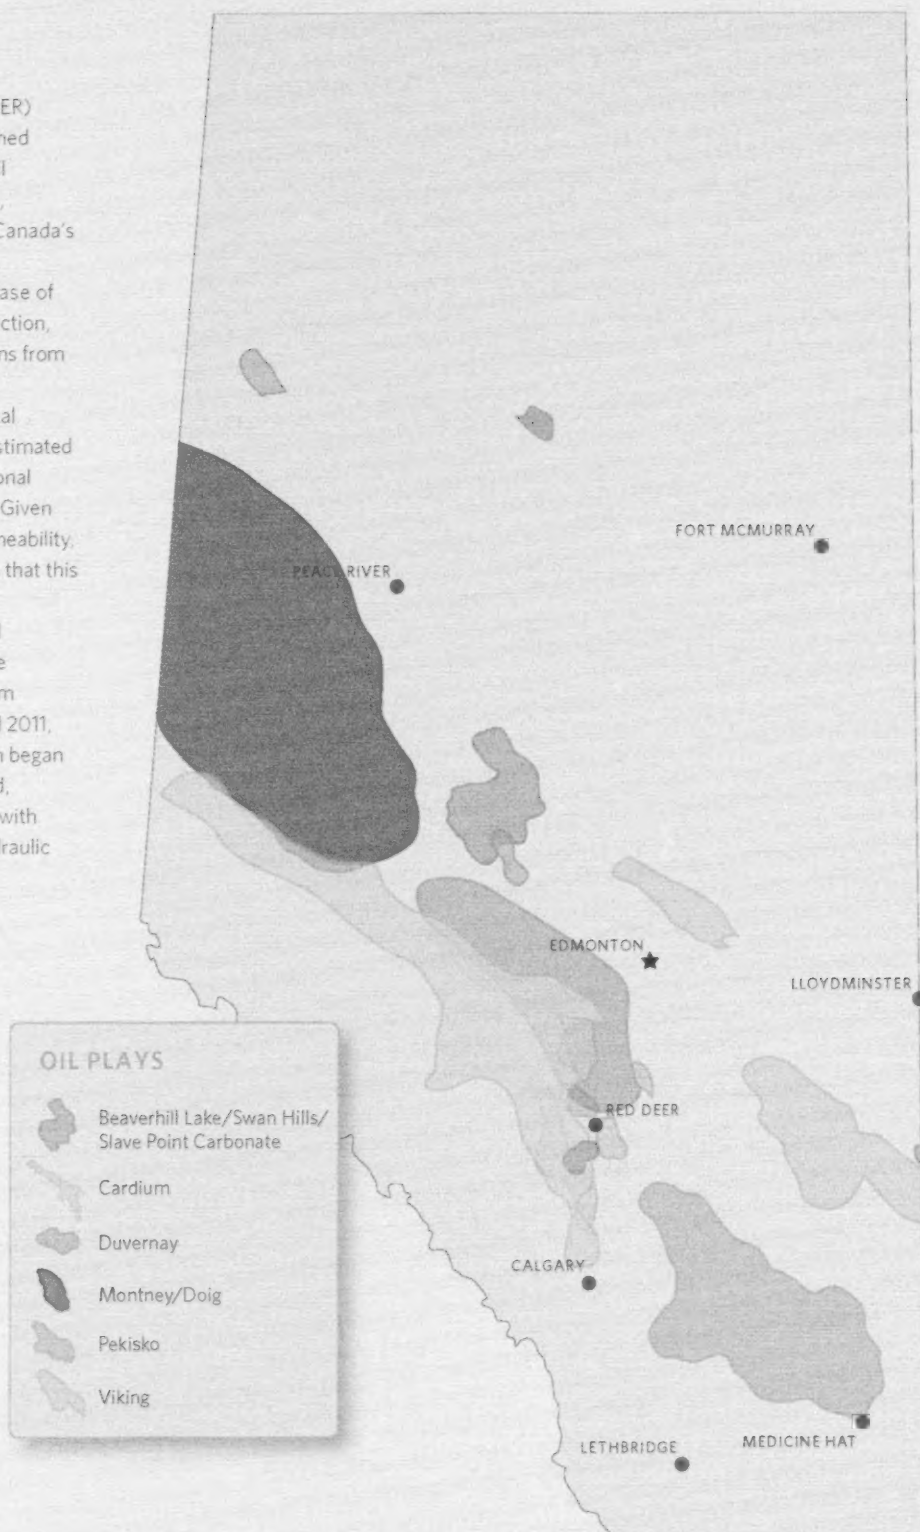 ER)
ned
l
Canada's
ase of
ction,
ns from
al
stimated
onal
Given
neability,
that this
e
m
2011,
n began
d,
with
raulic
FORT MCMURRAY
PEACE RIVER
EDMONTON
LLOYDMINSTER
RED DEER
CALGARY
MEDICINE HAT
LETHBRIDGE
OIL PLAYS
Beaverhill Lake/Swan Hills/
Slave Point Carbonate
Cardium
Duvernay
Montney/Doig
Pekisko
Viking